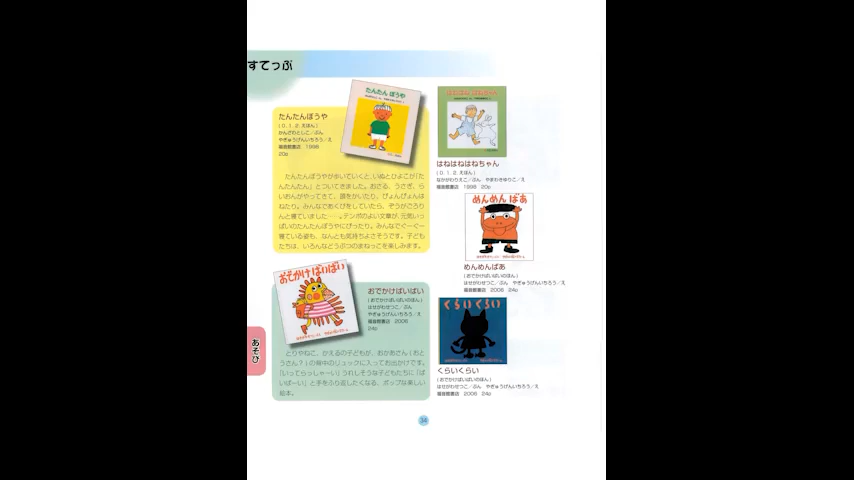 すてっぷ
たんたんぼうや
(0.1.2.えほん)
かんざわとしこ/ぶん
やぎゅうげんいちろう/え
福音館書店 1998
20p
たんたん ぼうや
たんたんぼうやが歩いていくと、いぬとひよこが「た
んたんたん」とついてきました。おさる、うさぎ、ら
いおんがやってきて、頭をかいたり、ぴょんぴょんは
ねたり。みんなであくびをしていたら、ぞうがごろり
んと寝ていました……。テンポのよい文章が、元気いっ
ぱいのたんたんぼうやにぴったり。みんなでぐーぐー
寝ている姿も、なんとも気持ちよさそうです。子ども
たちは、いろんなどうぶつのまねっこを楽しみます。
はねはねはねちゃん
はねはねはねちゃん
(0.1.2.えほん)
なかがわりえこ/ぶん やまわきゆりこ/え
福音館書店 1998 20p
めんめん ばあ
めんめんばあ
(おでかけばいばいのほん)
はせがわせつこ/ぶん やぎゅうげんいちろう/え
福音館書店 2006 24p
おでかけ ばいばい
おでかけばいばい
(おでかけばいばいのほん)
はせがわせつこ/ぶん
やぎゅうげんいちろう/え
福音館書店 2006
24p
とりやねこ、かえるの子どもが、おかあさん(おと
うさん?)の背中のリュックに入ってお出かけです。
「いってらっしゃーい」うれしそうな子どもたちに「ば
いばーい」と手をふり返したくなる、ポップな楽しい
絵本。
くらいくらい
くらいくらい
(おでかけばいばいのほん)
はせがわせつこ/ぶん やぎゅうげんいちろう/え
福音館書店 2006 24p
あそび
34